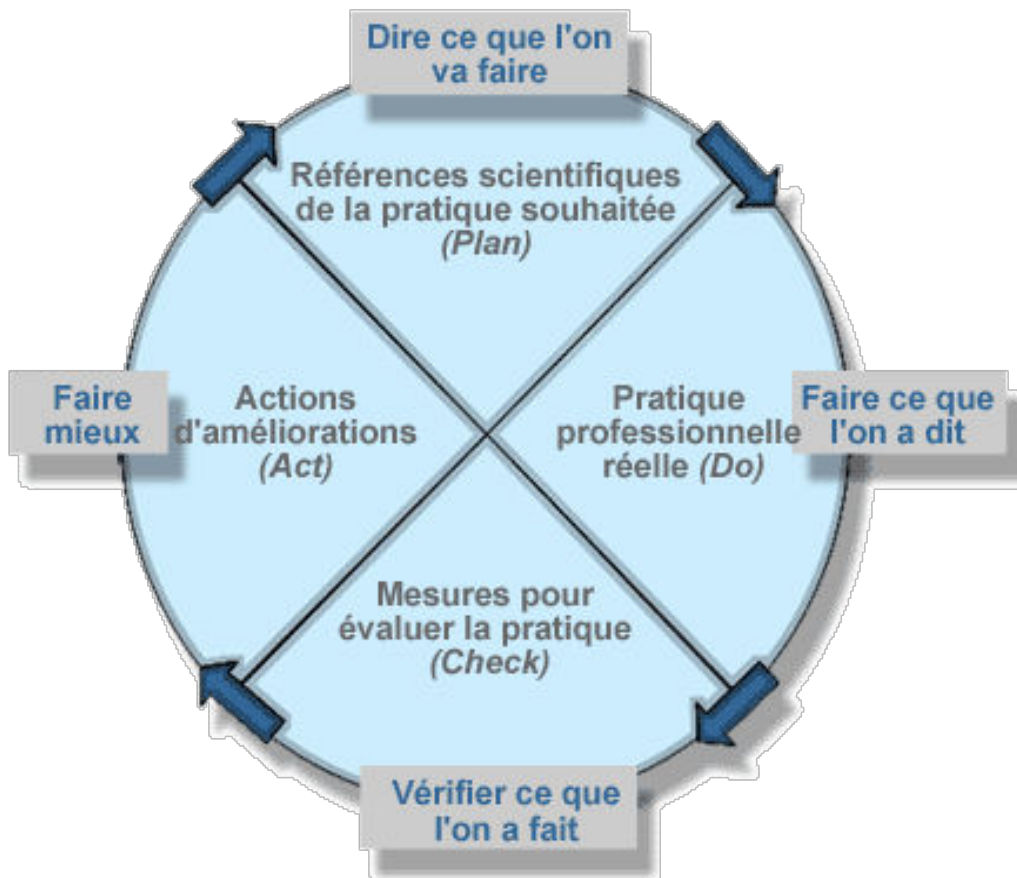 Dire ce que l'on
va faire
Références scientifiques
de la pratique souhaitée
(Plan)
Faire
mieux
Actions
d'améliorations
(Act)
Pratique
professionnelle
réelle (Do)
Faire ce que
l'on a dit
Mesures pour
évaluer la pratique
(Check)
Vérifier ce que
l'on a fait